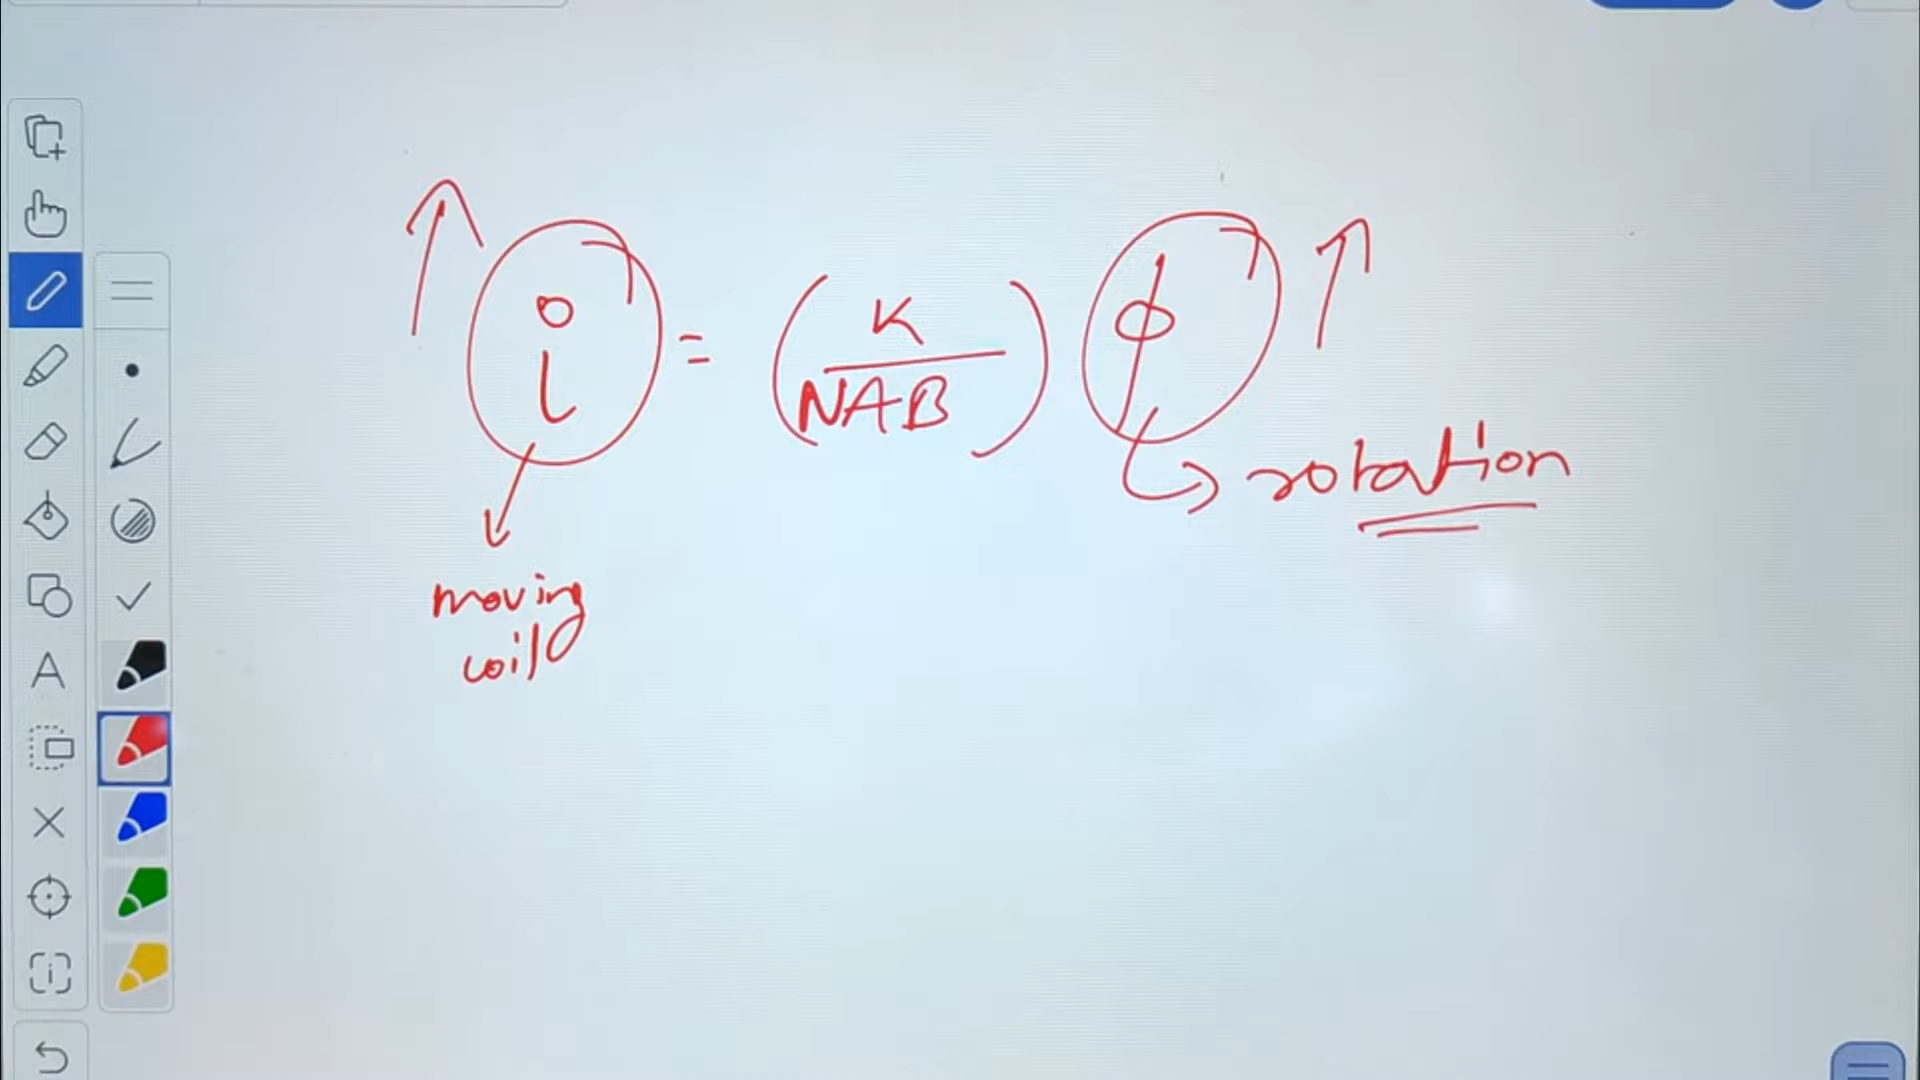 i = (K/NAB) ϕ
rotation
moving
coil